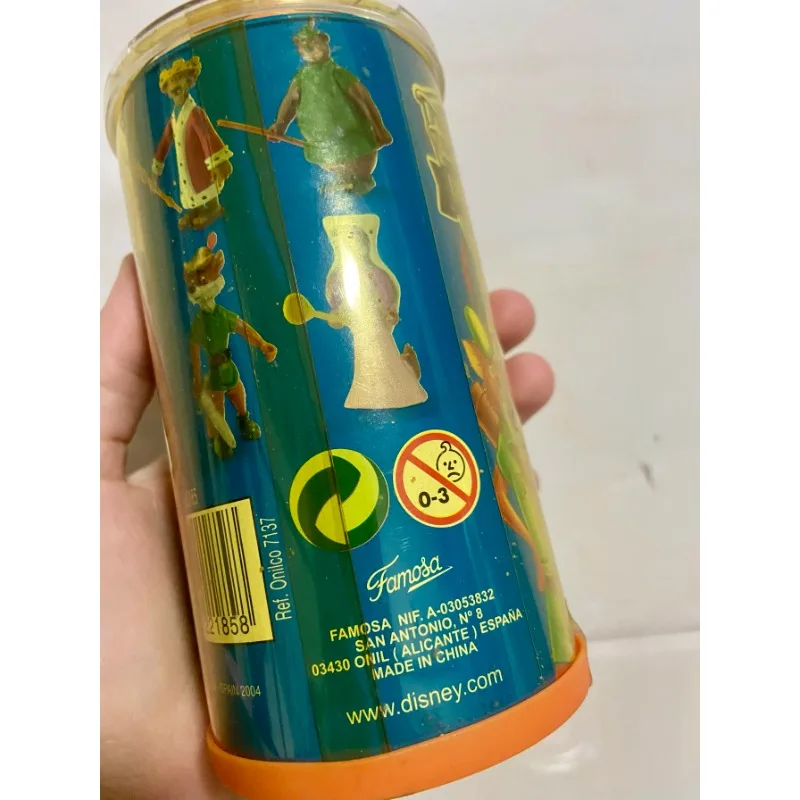 0-3
Ref. Onilco 7137
21858
Famosa
FAMOSA NIF. A-03053832
SAN ANTONIO, Nº 8
03430 ONIL ( ALICANTE ) ESPAÑA
MADE IN CHINA
SPAIN 2004
www.disney.com